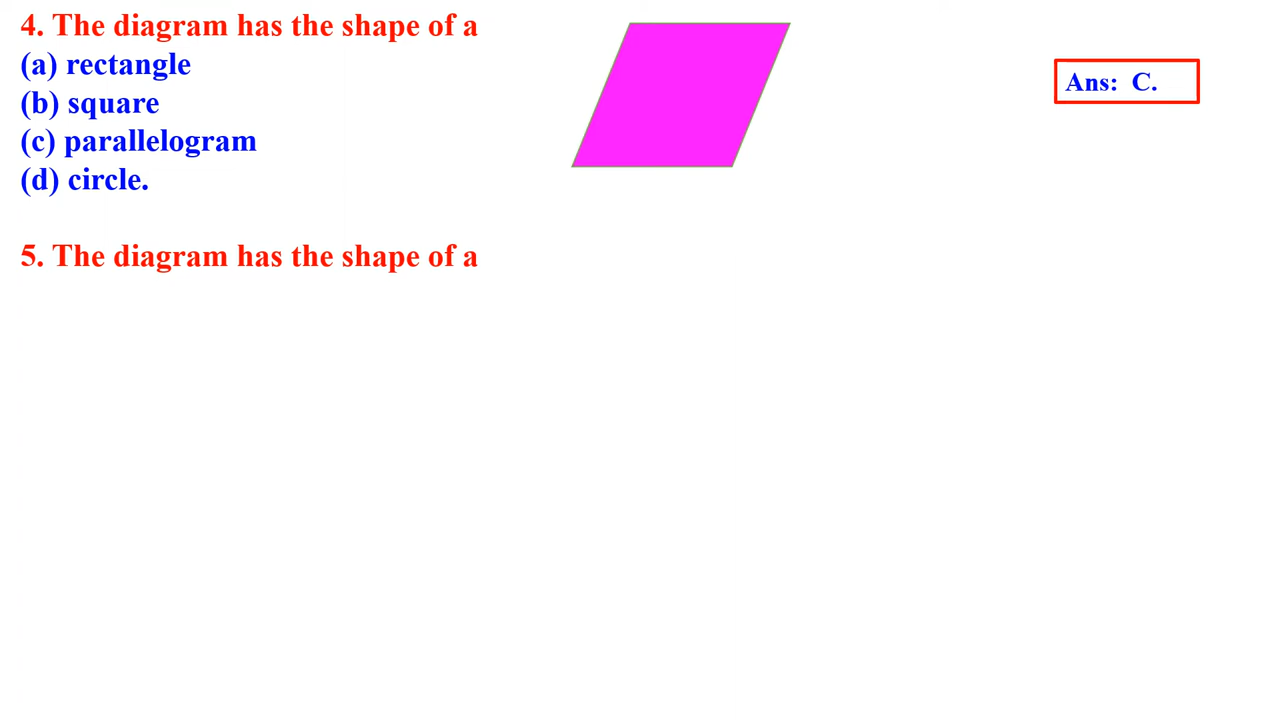 4. The diagram has the shape of a
(a) rectangle
(b) square
(c) parallelogram
(d) circle.
Ans: C.
5. The diagram has the shape of a